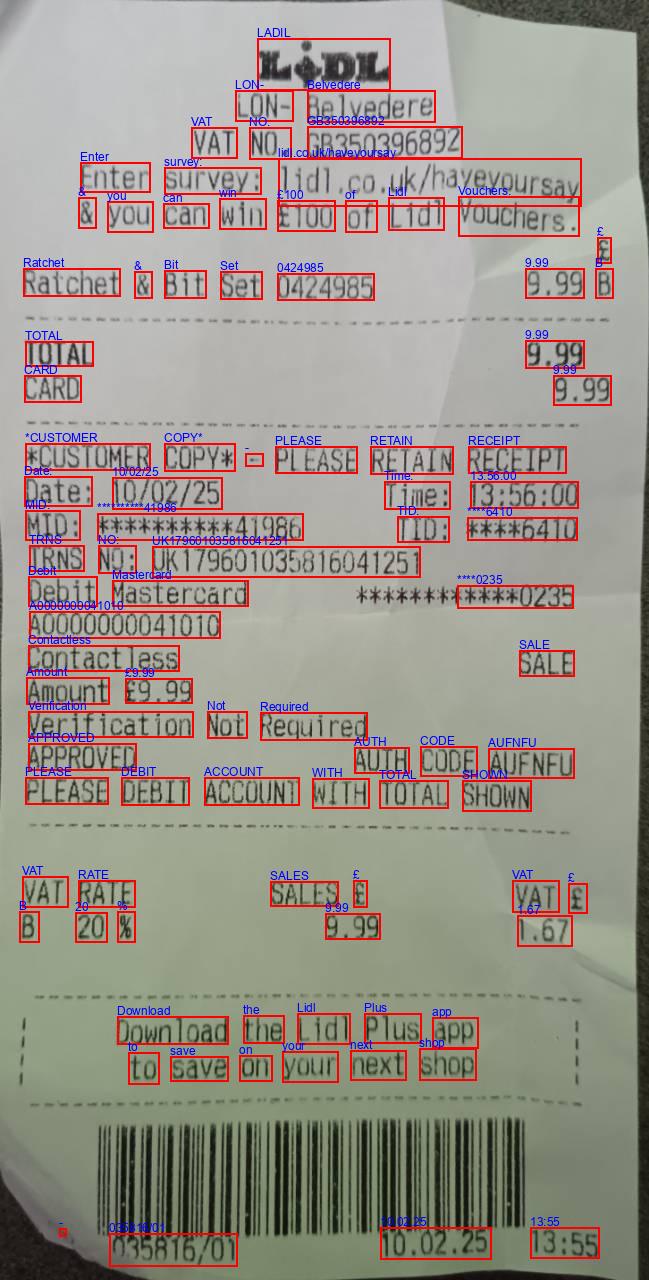 LiDL
LON- Belvedere
VAT NO. GB350396892
Enter survey: lidl.co.uk/haveyoursay
& you can win £100 of Lidl Vouchers.
£
Ratchet & Bit Set 0424985 9.99 B
TOTAL 9.99
CARD 9.99
*CUSTOMER COPY* - PLEASE RETAIN RECEIPT
Date: 10/02/25 Time: 13:56:00
MID: **********41986 TID: ****6410
TRNS NO: UK179601035816041251
Debit Mastercard ************0235
A0000000041010
Contactless SALE
Amount £9.99
Verification Not Required
APPROVED AUTH CODE AUFNFU
PLEASE DEBIT ACCOUNT WITH TOTAL SHOWN
VAT RATE SALES £ VAT £
B 20 % 9.99 1.67
Download the Lidl Plus app
to save on your next shop
035816/01 10.02.25 13:55